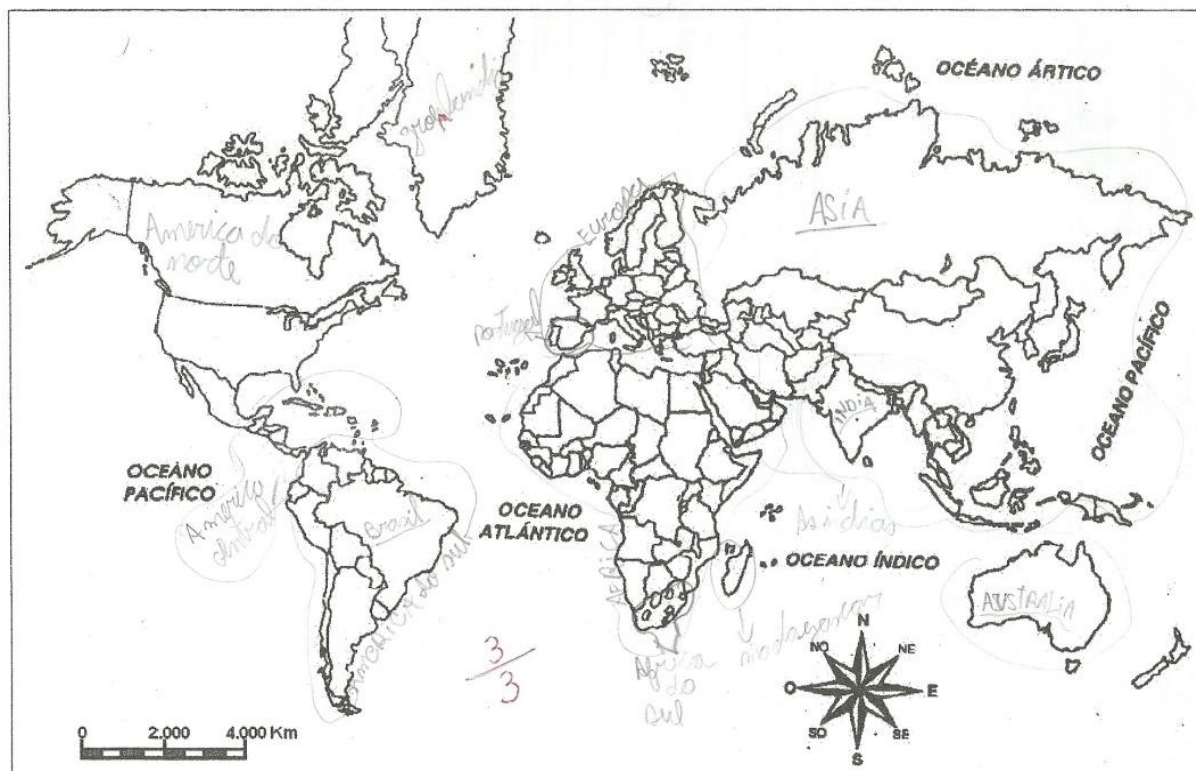 OCÉANO ÁRTICO
America do
norte
Europa
ASIA
Portugal
INDIA
OCEANO PACÍFICO
OCEANO
PACÍFICO
America
central
Brasil
AMERICA do sul
OCEANO
ATLÁNTICO
AFRICA
As indias
OCEANO ÍNDICO
AUSTRALIA
madagascar
Africa
do
sul
3
3
N
NO
NE
O
E
SO
SE
S
0 2.000 4.000 Km